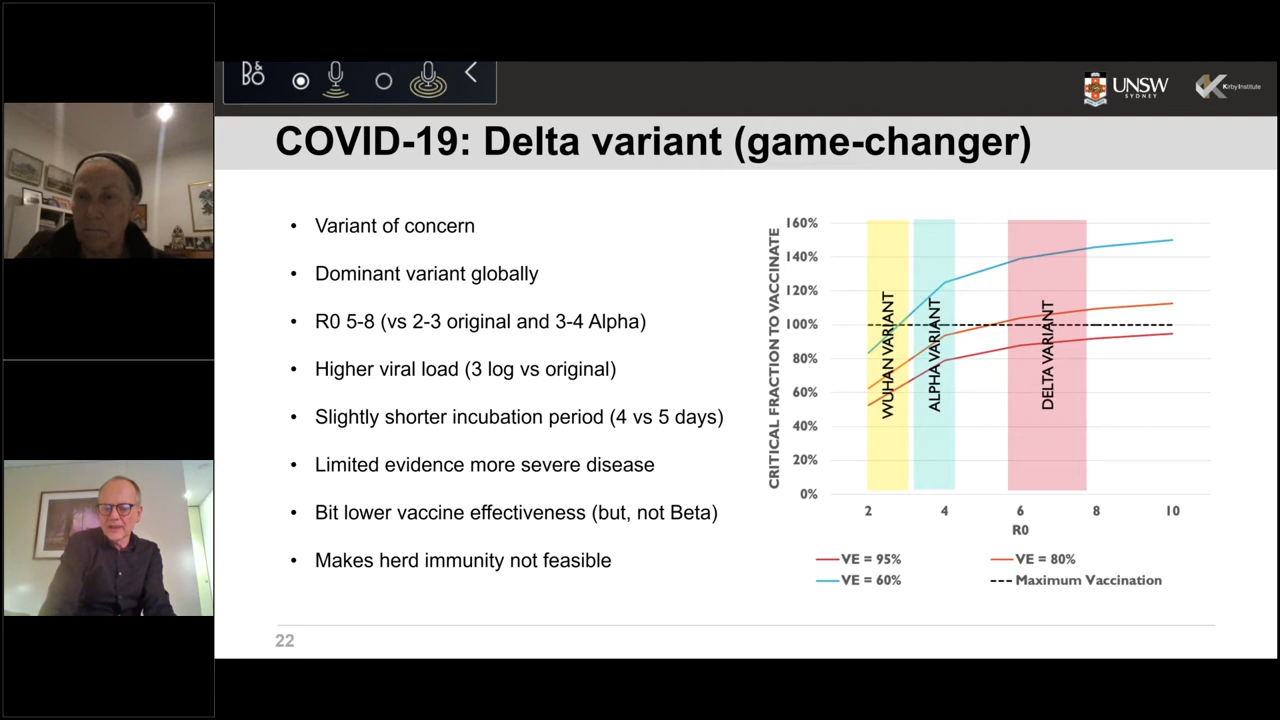 B&BO
UNSW
SYDNEY
Kirby Institute
COVID-19: Delta variant (game-changer)
• Variant of concern
• Dominant variant globally
• R0 5-8 (vs 2-3 original and 3-4 Alpha)
• Higher viral load (3 log vs original)
• Slightly shorter incubation period (4 vs 5 days)
• Limited evidence more severe disease
• Bit lower vaccine effectiveness (but, not Beta)
• Makes herd immunity not feasible
CRITICAL FRACTION TO VACCINATE
160%
140%
120%
100%
80%
60%
40%
20%
0%
WUHAN VARIANT
ALPHA VARIANT
DELTA VARIANT
2 4 6 8 10
R0
VE = 95% VE = 80%
VE = 60% Maximum Vaccination
22